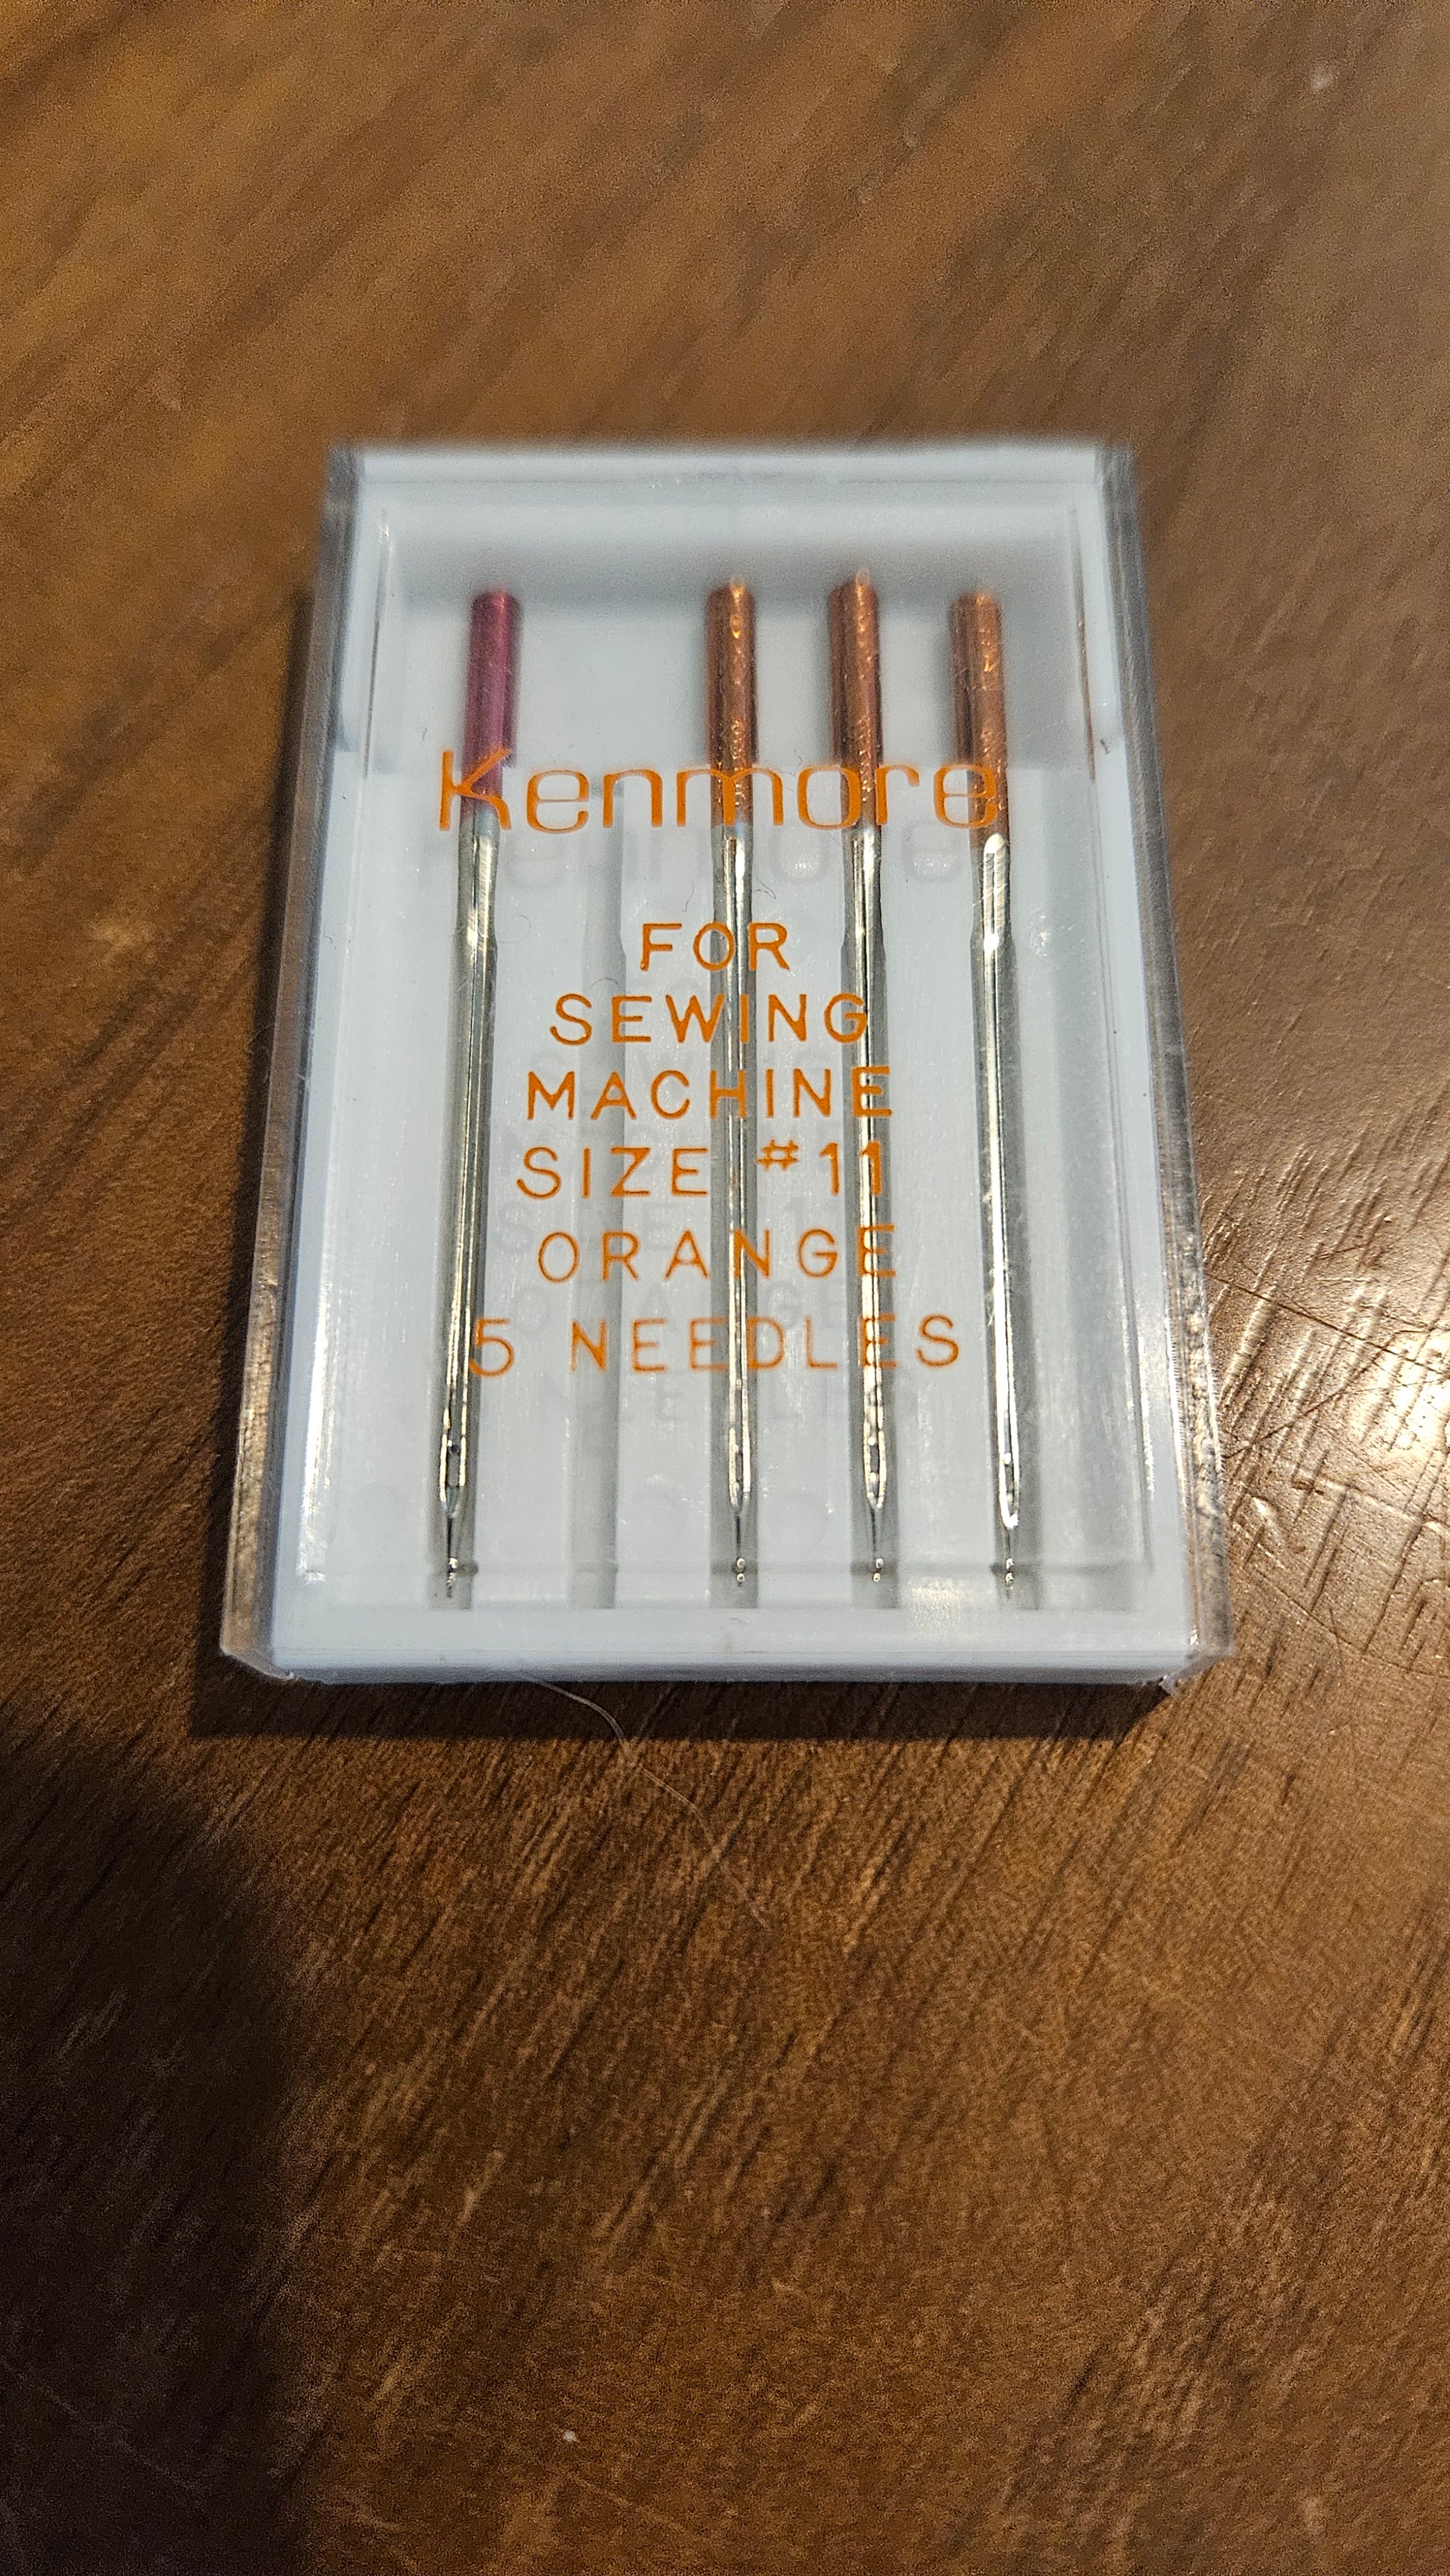 Kenmore
FOR
SEWING
MACHINE
SIZE #11
ORANGE
5 NEEDLES